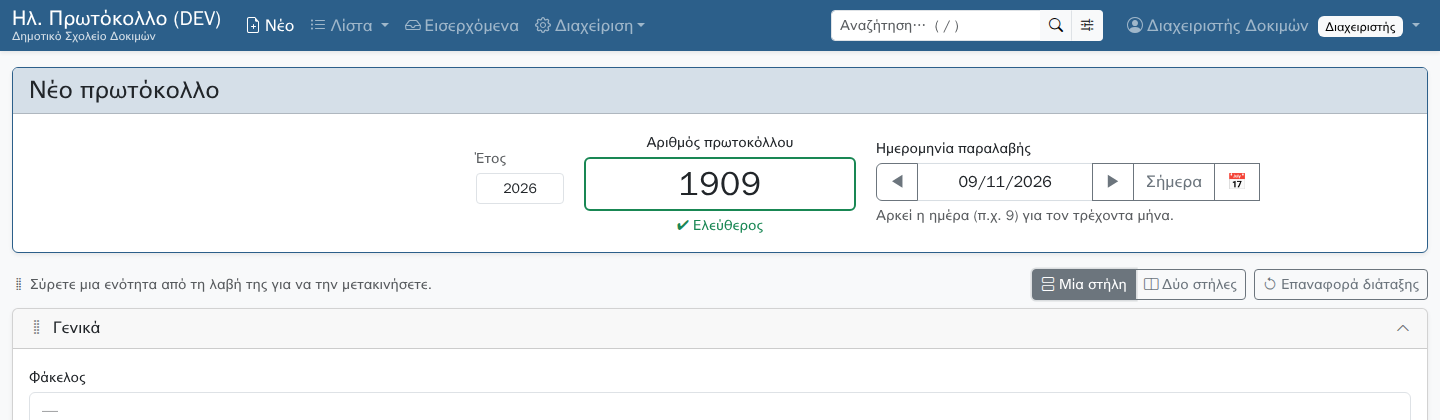 Ηλ. Πρωτόκολλο (DEV)
Δημοτικό Σχολείο Δοκιμών
Νέο
Λίστα
Εισερχόμενα
Διαχείριση
Αναζήτηση… ( / )
Διαχειριστής Δοκιμών
Διαχειριστής
Νέο πρωτόκολλο
Έτος
2026
Αριθμός πρωτοκόλλου
1909
✔ Ελεύθερος
Ημερομηνία παραλαβής
◀ 09/11/2026 ▶ Σήμερα
Αρκεί η ημέρα (π.χ. 9) για τον τρέχοντα μήνα.
Σύρετε μια ενότητα από τη λαβή της για να την μετακινήσετε.
Μία στήλη
Δύο στήλες
Επαναφορά διάταξης
Γενικά
Φάκελος
—